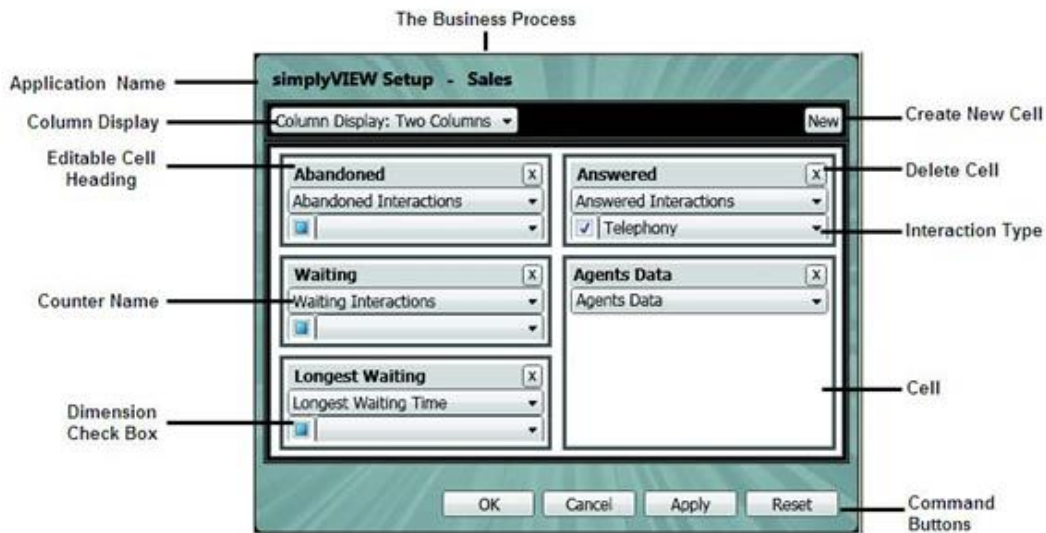 The Business Process
Application Name
simplyVIEW Setup - Sales
Column Display
Column Display: Two Columns
New
Create New Cell
Editable Cell
Heading
Abandoned
X
Abandoned Interactions
Answered
X
Answered Interactions
Telephony
Delete Cell
Interaction Type
Counter Name
Waiting
X
Waiting Interactions
Agents Data
X
Agents Data
Cell
Dimension
Check Box
Longest Waiting
X
Longest Waiting Time
OK
Cancel
Apply
Reset
Command
Buttons